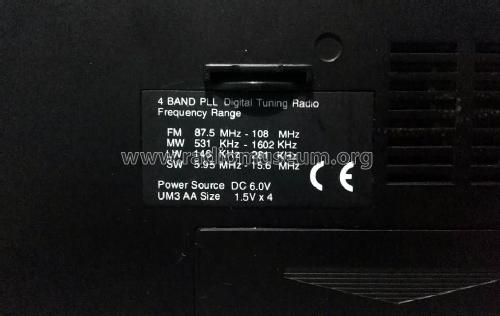 4 BAND PLL Digital Tuning Radio
Frequency Range
FM 87.5 MHz - 108 MHz
MW 531 KHz - 1602 KHz
LW 146 KHz - 281 KHz
SW 5.95 MHz - 15.6 MHz
Power Source DC 6.0V
UM3 AA Size 1.5V x 4
CE
www.radiomuseum.org